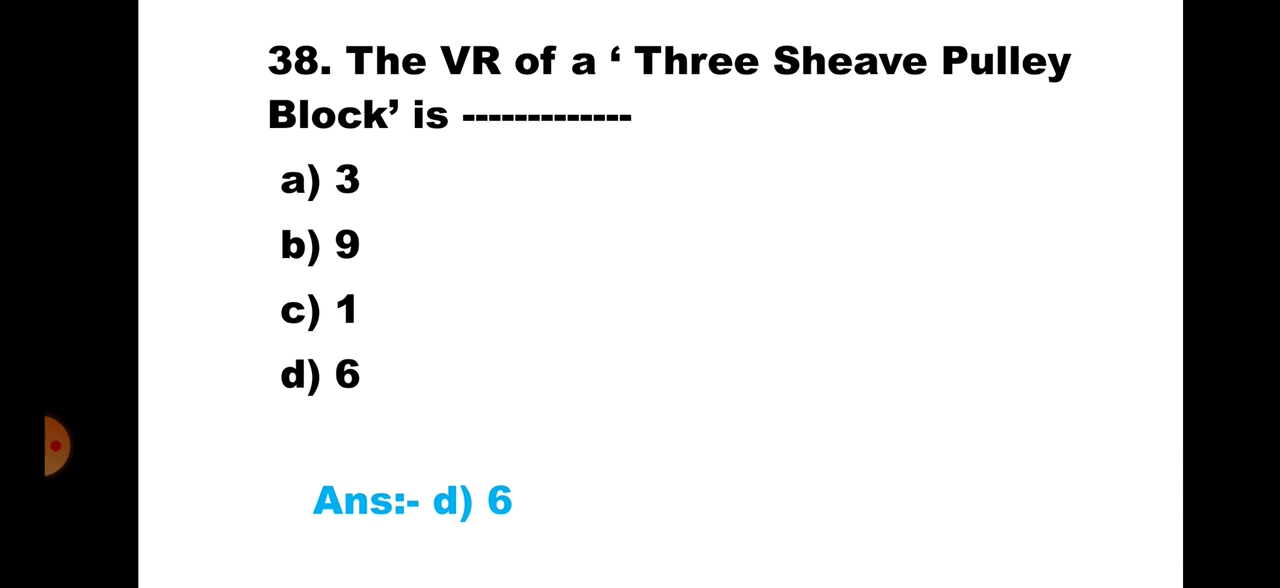 38. The VR of a ‘ Three Sheave Pulley
Block’ is -------------
a) 3
b) 9
c) 1
d) 6
Ans:- d) 6